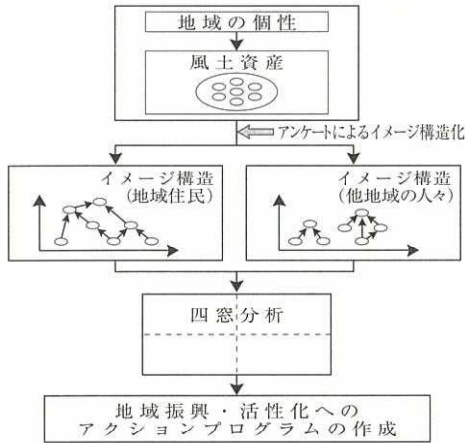 地域の個性
風土資産
アンケートによるイメージ構造化
イメージ構造
(地域住民)
イメージ構造
(他地域の人々)
四窓分析
地域振興・活性化への
アクションプログラムの作成